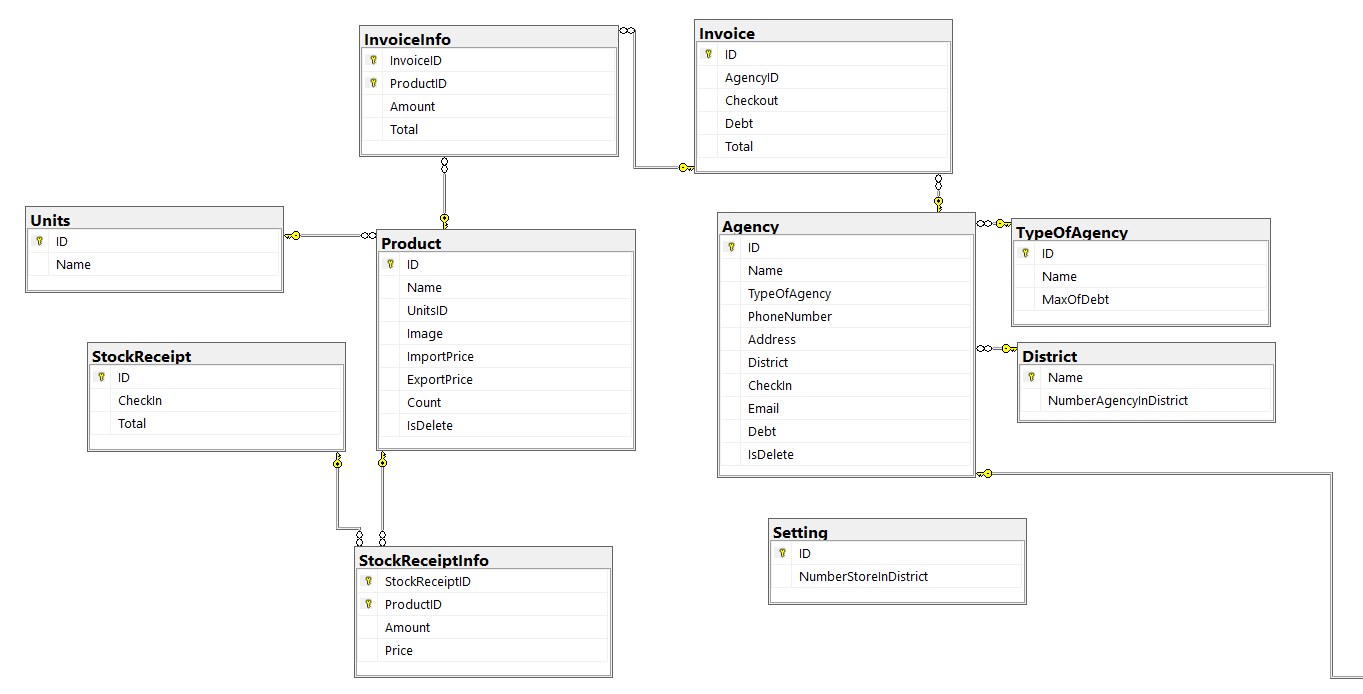 InvoiceInfo
InvoiceID
ProductID
Amount
Total
Invoice
ID
AgencyID
Checkout
Debt
Total
Units
ID
Name
Product
ID
Name
UnitsID
Image
ImportPrice
ExportPrice
Count
IsDelete
Agency
ID
Name
TypeOfAgency
PhoneNumber
Address
District
CheckIn
Email
Debt
IsDelete
TypeOfAgency
ID
Name
MaxOfDebt
StockReceipt
ID
CheckIn
Total
District
Name
NumberAgencyInDistrict
Setting
ID
NumberStoreInDistrict
StockReceiptInfo
StockReceiptID
ProductID
Amount
Price